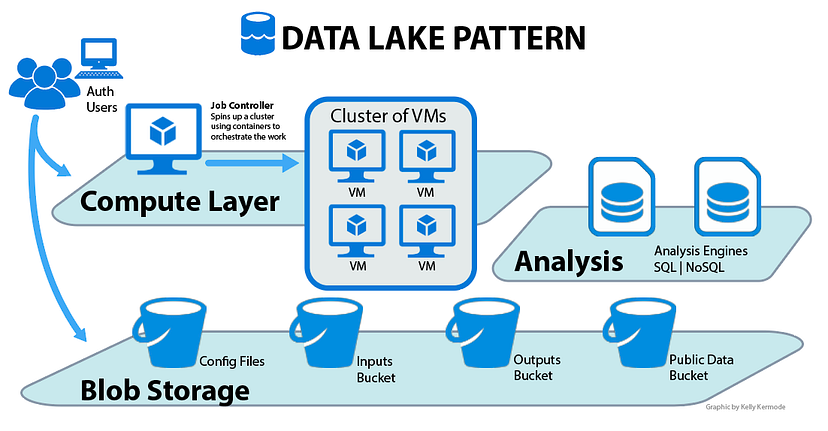 DATA LAKE PATTERN
Auth
Users
Job Controller
Spins up a cluster
using containers to
orchestrate the work
Cluster of VMs
VM
VM
VM
VM
Compute Layer
Analysis
Analysis Engines
SQL | NoSQL
Config Files
Inputs
Bucket
Outputs
Bucket
Public Data
Bucket
Blob Storage
Graphic by Kelly Kermode